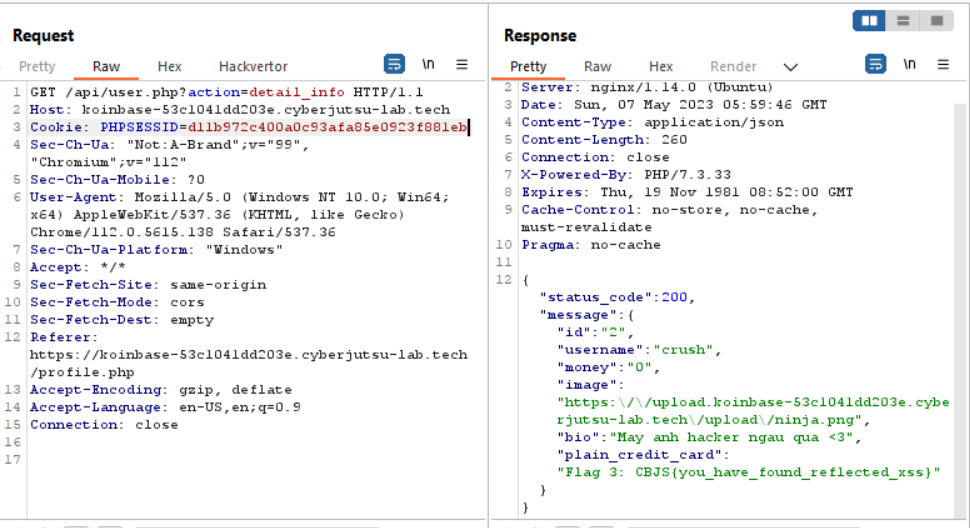 Request
Pretty Raw Hex Hackvertor \n
1 GET /api/user.php?action=detail_info HTTP/1.1
2 Host: koinbase-53c1041dd203e.cyberjutsu-lab.tech
3 Cookie: PHPSESSID=d11b972c400a0c93afa85e0923f881eb
4 Sec-Ch-Ua: "Not:A-Brand";v="99",
"Chromium";v="112"
5 Sec-Ch-Ua-Mobile: ?0
6 User-Agent: Mozilla/5.0 (Windows NT 10.0; Win64;
x64) AppleWebKit/537.36 (KHTML, like Gecko)
Chrome/112.0.5615.138 Safari/537.36
7 Sec-Ch-Ua-Platform: "Windows"
8 Accept: */*
9 Sec-Fetch-Site: same-origin
10 Sec-Fetch-Mode: cors
11 Sec-Fetch-Dest: empty
12 Referer:
https://koinbase-53c1041dd203e.cyberjutsu-lab.tech
/profile.php
13 Accept-Encoding: gzip, deflate
14 Accept-Language: en-US,en;q=0.9
15 Connection: close
16
17
Response
Pretty Raw Hex Render \n
2 Server: nginx/1.14.0 (Ubuntu)
3 Date: Sun, 07 May 2023 05:59:46 GMT
4 Content-Type: application/json
5 Content-Length: 260
6 Connection: close
7 X-Powered-By: PHP/7.3.33
8 Expires: Thu, 19 Nov 1981 08:52:00 GMT
9 Cache-Control: no-store, no-cache,
must-revalidate
10 Pragma: no-cache
11
12 {
"status_code":200,
"message":{
"id":"2",
"username":"crush",
"money":"0",
"image":
"https:\/\/upload.koinbase-53c1041dd203e.cybe
rjutsu-lab.tech\/upload\/ninja.png",
"bio":"May anh hacker ngau qua <3",
"plain_credit_card":
"Flag 3: CBJS{you_have_found_reflected_xss}"
}
}